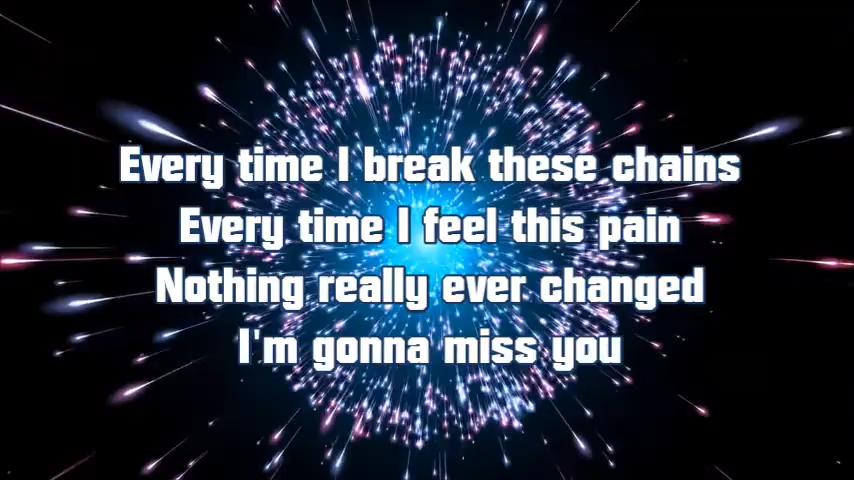 Every time I break these chains
Every time I feel this pain
Nothing really ever changed
I'm gonna miss you